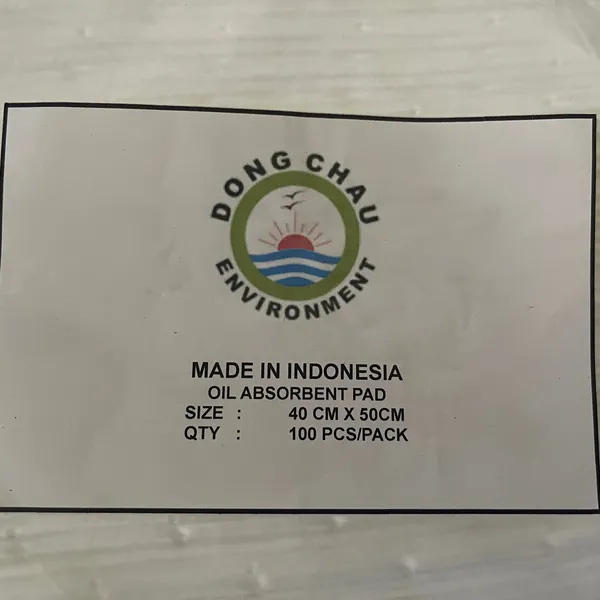 DONG CHAU
ENVIRONMENT
MADE IN INDONESIA
OIL ABSORBENT PAD
SIZE : 40 CM X 50CM
QTY : 100 PCS/PACK